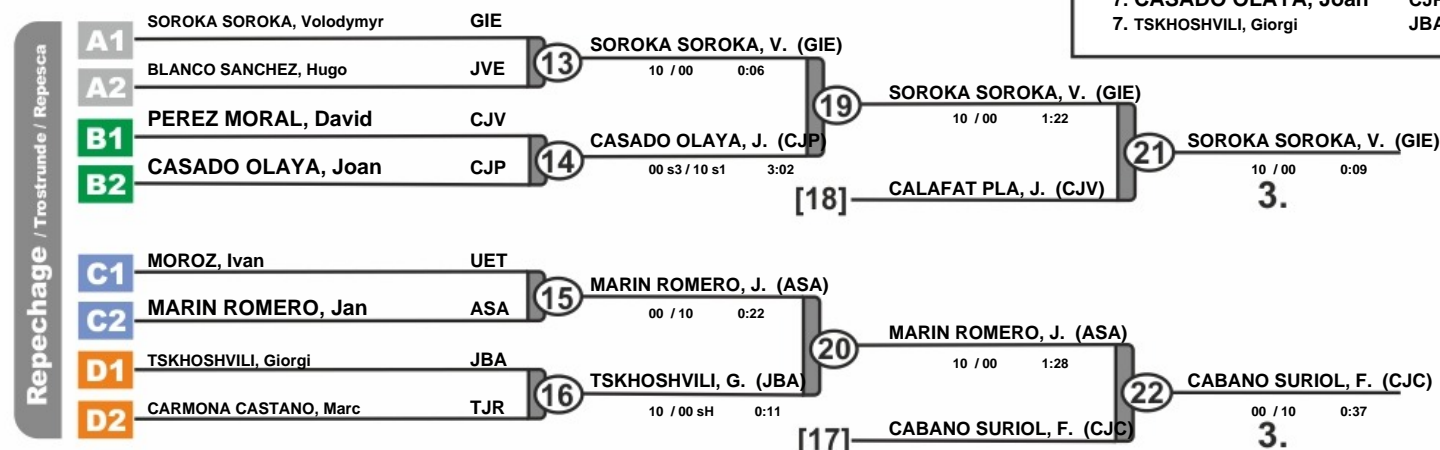 7. CASADO OLAYA, Joan
7. TSKHOSHVILI, Giorgi JBA
Repechage / Trostrunde / Repesca
A1 SOROKA SOROKA, Volodymyr GIE
A2 BLANCO SANCHEZ, Hugo JVE
13 SOROKA SOROKA, V. (GIE)
10 / 00 0:06
B1 PEREZ MORAL, David CJV
B2 CASADO OLAYA, Joan CJP
14 CASADO OLAYA, J. (CJP)
00 s3 / 10 s1 3:02
19 SOROKA SOROKA, V. (GIE)
10 / 00 1:22
[18] CALAFAT PLA, J. (CJV)
21 SOROKA SOROKA, V. (GIE)
10 / 00 0:09
3.
C1 MOROZ, Ivan UET
C2 MARIN ROMERO, Jan ASA
15 MARIN ROMERO, J. (ASA)
00 / 10 0:22
D1 TSKHOSHVILI, Giorgi JBA
D2 CARMONA CASTANO, Marc TJR
16 TSKHOSHVILI, G. (JBA)
10 / 00 sH 0:11
20 MARIN ROMERO, J. (ASA)
10 / 00 1:28
[17] CABANO SURIOL, F. (CJC)
22 CABANO SURIOL, F. (CJC)
00 / 10 0:37
3.